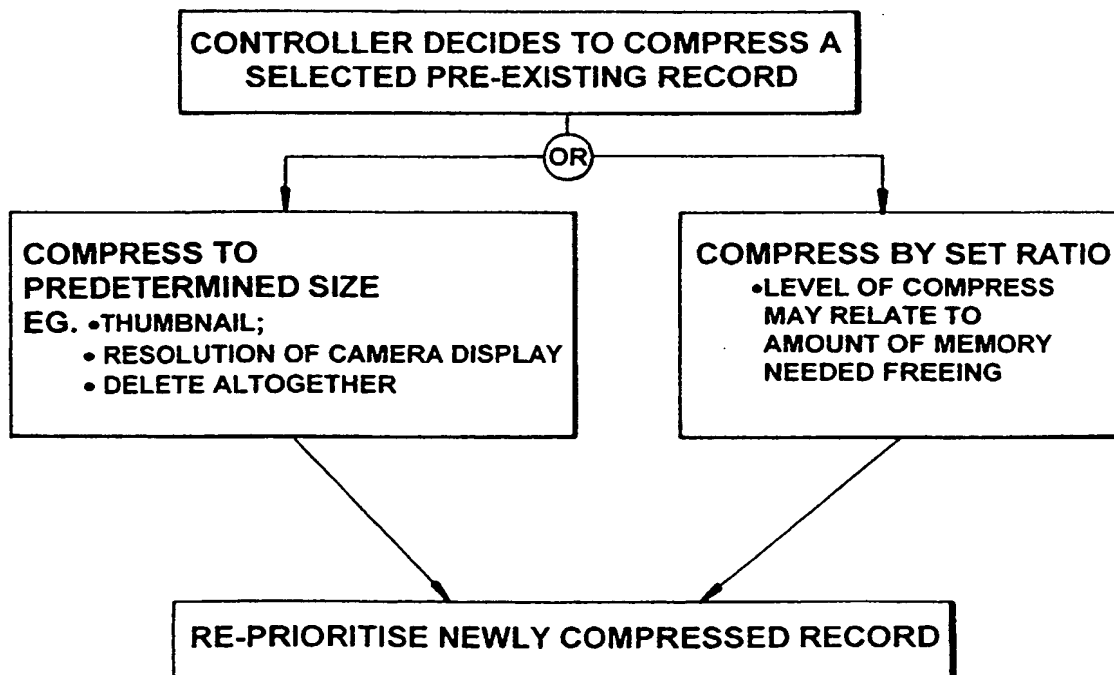 CONTROLLER DECIDES TO COMPRESS A
SELECTED PRE-EXISTING RECORD
OR
COMPRESS TO
PREDETERMINED SIZE
EG. •THUMBNAIL;
• RESOLUTION OF CAMERA DISPLAY
• DELETE ALTOGETHER
COMPRESS BY SET RATIO
•LEVEL OF COMPRESS
MAY RELATE TO
AMOUNT OF MEMORY
NEEDED FREEING
RE-PRIORITISE NEWLY COMPRESSED RECORD